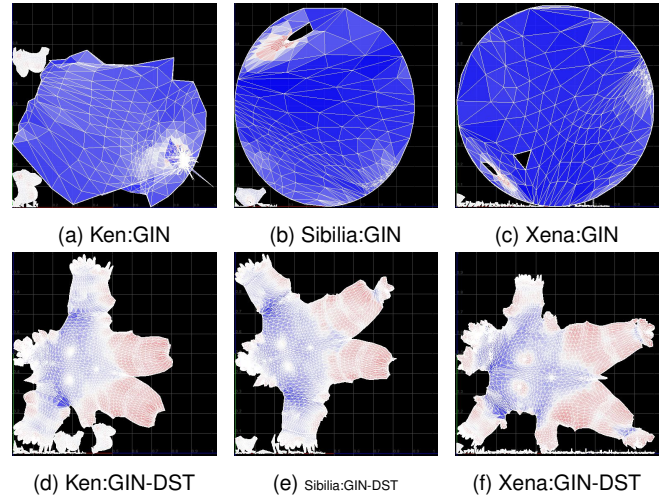 (a) Ken:GIN
(b) Sibilia:GIN
(c) Xena:GIN
(d) Ken:GIN-DST
(e) Sibilia:GIN-DST
(f) Xena:GIN-DST